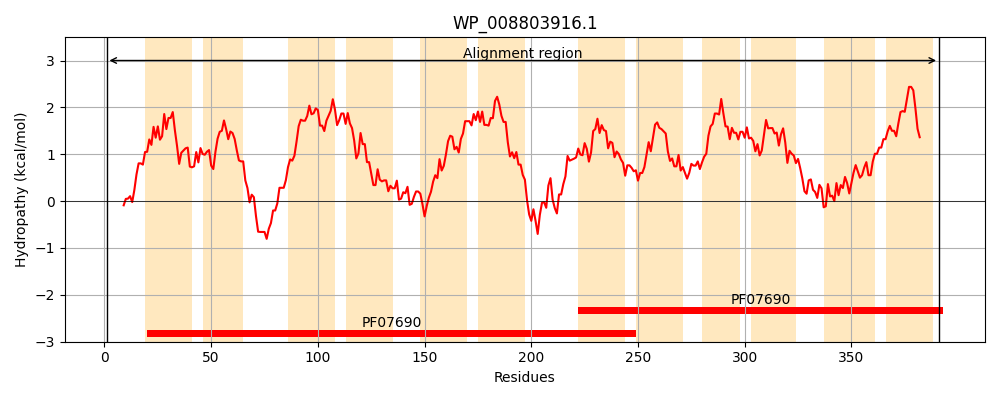 WP_008803916.1
Alignment region
Hydropathy (kcal/mol)
3
2
1
0
−1
−2
−3
PF07690
PF07690
0 50 100 150 200 250 300 350
Residues